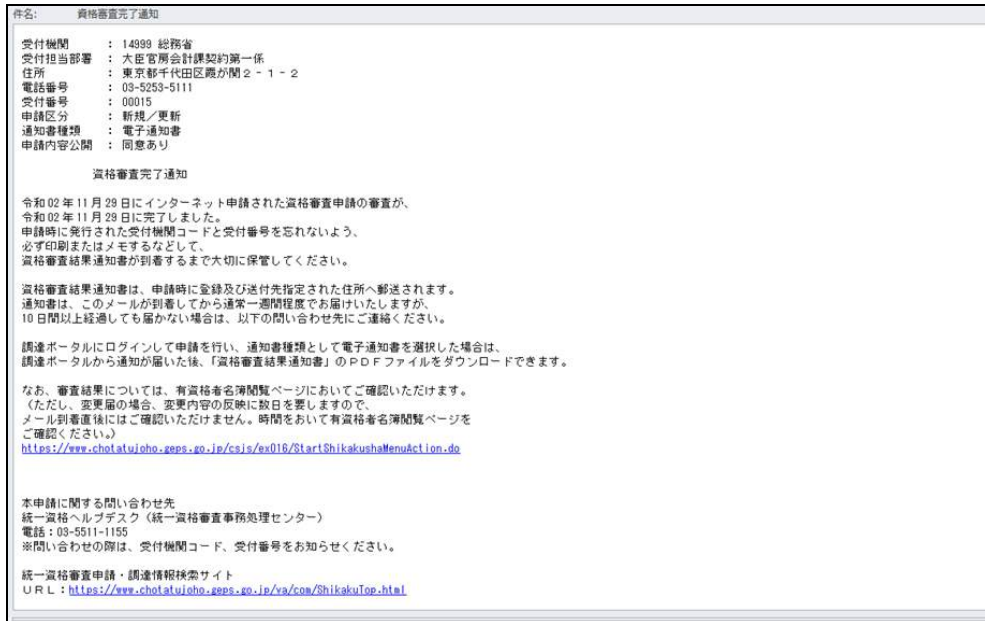 件名: 資格審査完了通知
受付機関 : 14999 総務省
受付担当部署 : 大臣官房会計課契約第一係
住所 : 東京都千代田区霞が関2-1-2
電話番号 : 03-5253-5111
受付番号 : 00015
申請区分 : 新規／更新
通知書種類 : 電子通知書
申請内容公開 : 同意あり
資格審査完了通知
令和02年11月29日にインターネット申請された資格審査申請の審査が、
令和02年11月29日に完了しました。
申請時に発行された受付機関コードと受付番号を忘れないよう、
必ず印刷またはメモするなどして、
資格審査結果通知書が到着するまで大切に保管してください。
資格審査結果通知書は、申請時に登録及び送付先指定された住所へ郵送されます。
通知書は、このメールが到着してから通常一週間程度でお届けいたしますが、
10日間以上経過しても届かない場合は、以下の問い合わせ先にご連絡ください。
調達ポータルにログインして申請を行い、通知書種類として電子通知書を選択した場合は、
調達ポータルから通知が届いた後、「資格審査結果通知書」のPDFファイルをダウンロードできます。
なお、審査結果については、有資格者名簿閲覧ページにおいてご確認いただけます。
（ただし、変更届の場合、変更内容の反映に数日を要しますので、
メール到着直後にはご確認いただけません。時間をおいて有資格者名簿閲覧ページを
ご確認ください。）
https://www.chotatujoho.geps.go.jp/csjs/ex016/StartShikakushaMenuAction.do
本申請に関する問い合わせ先
統一資格ヘルプデスク（統一資格審査事務処理センター）
電話：03-5511-1155
※問い合わせの際は、受付機関コード、受付番号をお知らせください。
統一資格審査申請・調達情報検索サイト
URL：https://www.chotatujoho.geps.go.jp/va/com/ShikakuTop.html